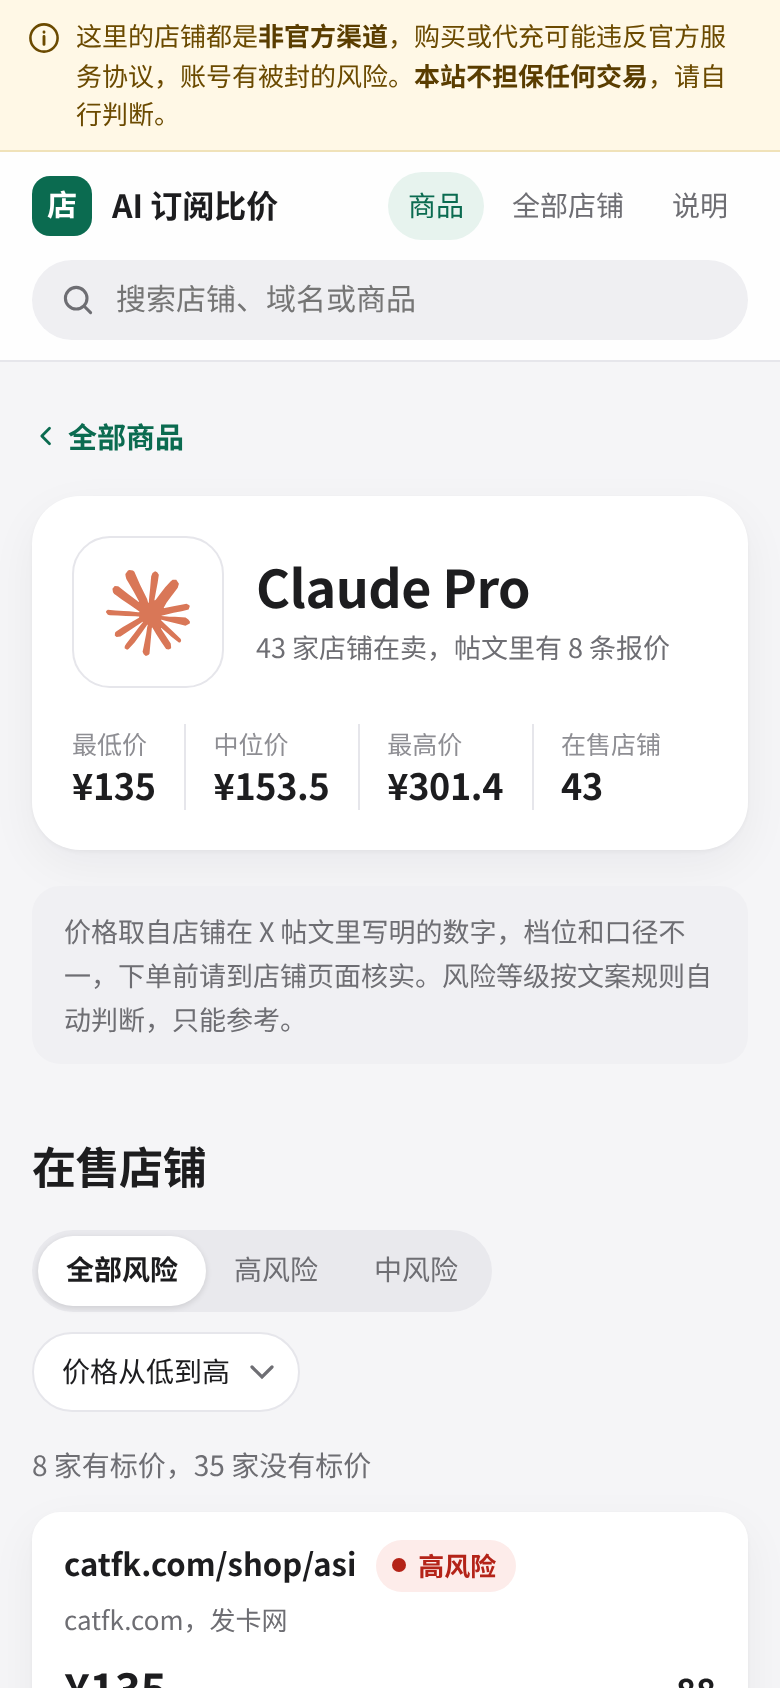 这里的店铺都是非官方渠道，购买或代充可能违反官方服
务协议，账号有被封的风险。本站不担保任何交易，请自
行判断。
店 AI 订阅比价 商品 全部店铺 说明
搜索店铺、域名或商品
全部商品
Claude Pro
43 家店铺在卖，帖文里有 8 条报价
最低价 中位价 最高价 在售店铺
¥135 ¥153.5 ¥301.4 43
价格取自店铺在 X 帖文里写明的数字，档位和口径不
一，下单前请到店铺页面核实。风险等级按文案规则自
动判断，只能参考。
在售店铺
全部风险 高风险 中风险
价格从低到高
8 家有标价，35 家没有标价
catfk.com/shop/asi 高风险
catfk.com，发卡网
¥135